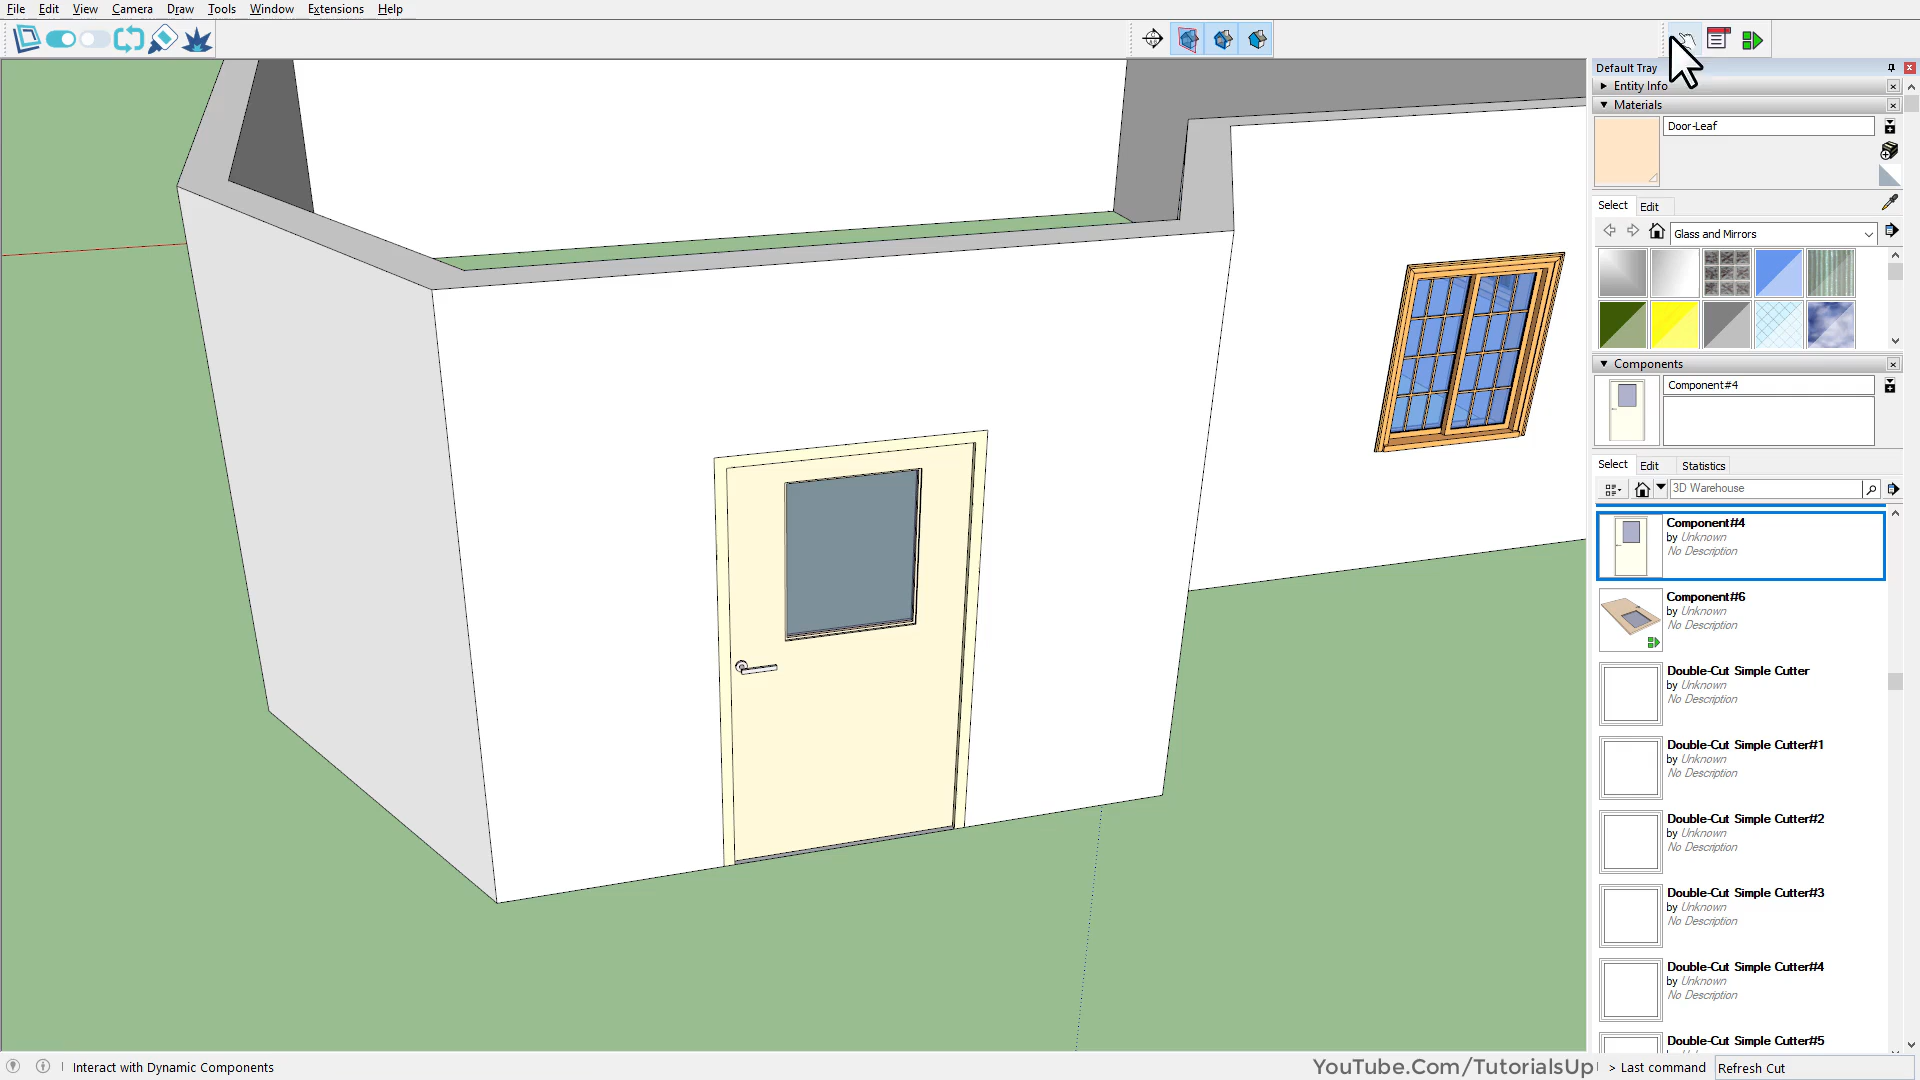 File Edit View Camera Draw Tools Window Extensions Help
Default Tray
Entity Info
Materials
Door-Leaf
Select Edit
Glass and Mirrors
Components
Component#4
Select Edit Statistics
3D Warehouse
Component#4
by Unknown
No Description
Component#6
by Unknown
No Description
Double-Cut Simple Cutter
by Unknown
No Description
Double-Cut Simple Cutter#1
by Unknown
No Description
Double-Cut Simple Cutter#2
by Unknown
No Description
Double-Cut Simple Cutter#3
by Unknown
No Description
Double-Cut Simple Cutter#4
by Unknown
No Description
Double-Cut Simple Cutter#5
Interact with Dynamic Components
YouTube.Com/TutorialsUp
> Last command Refresh Cut